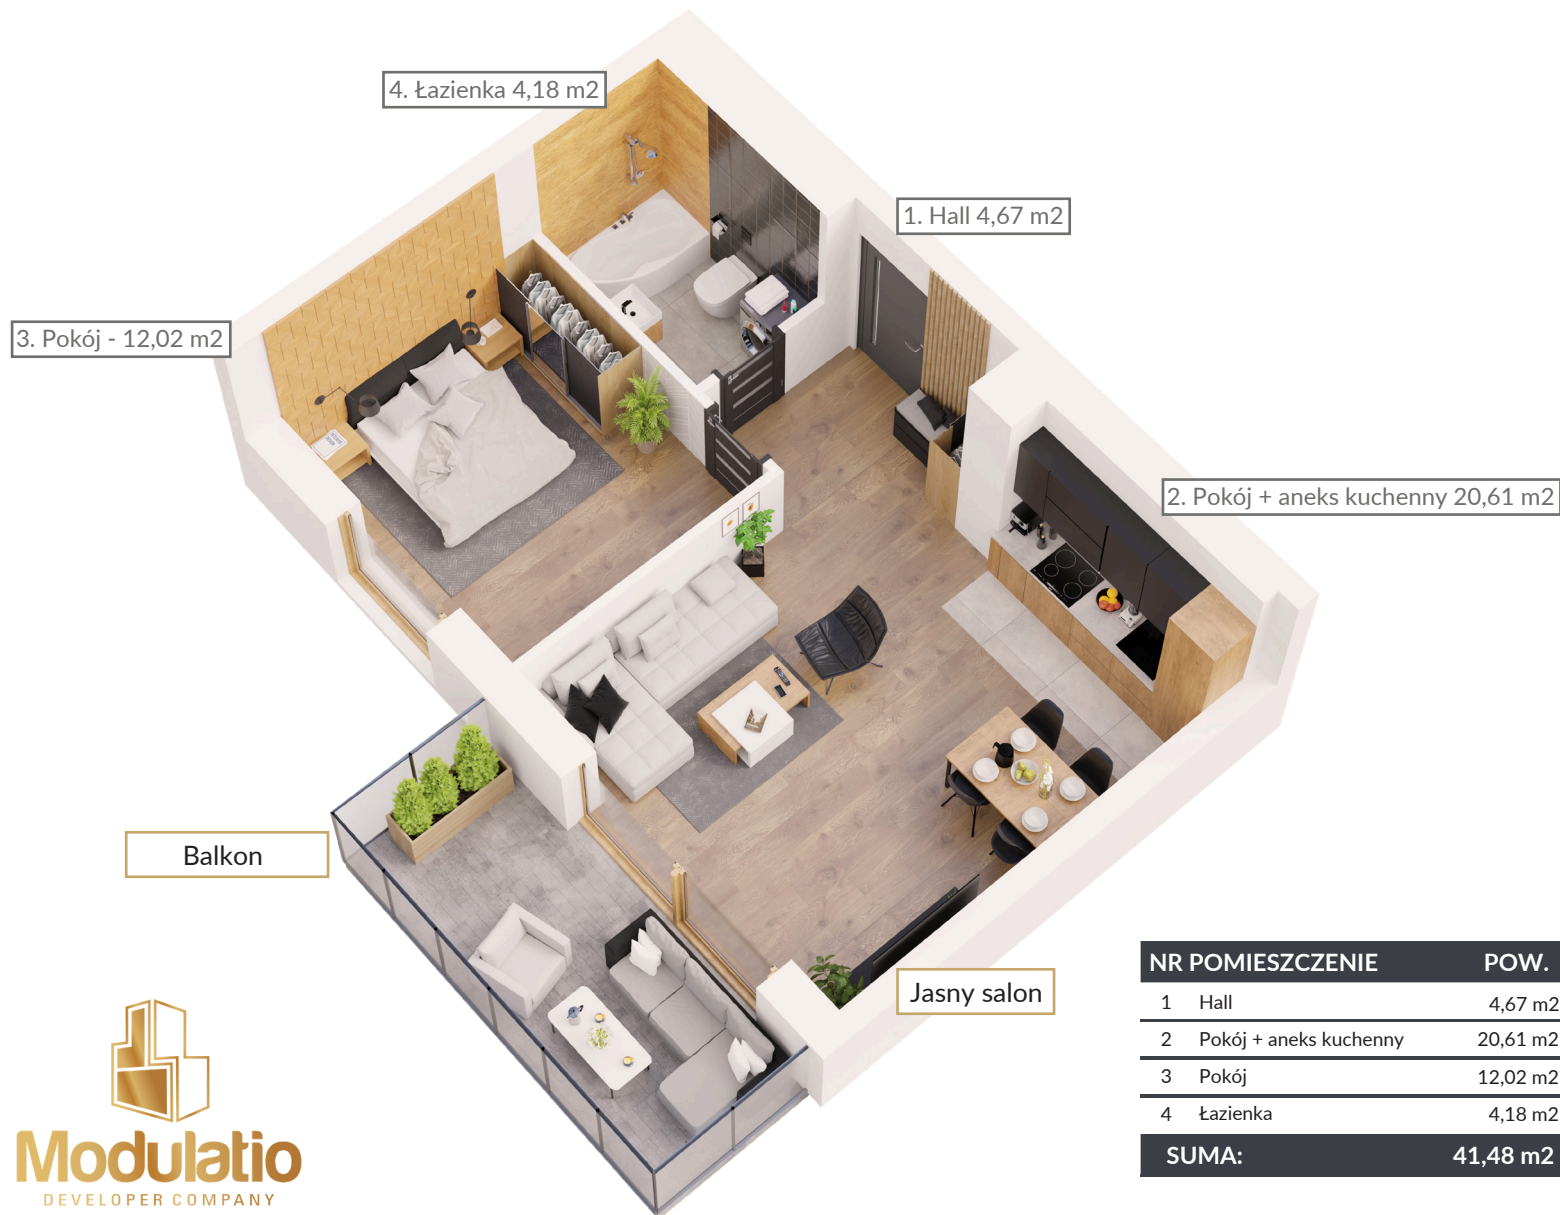 4. Łazienka 4,18 m2
1. Hall 4,67 m2
3. Pokój - 12,02 m2
2. Pokój + aneks kuchenny 20,61 m2
Balkon
Jasny salon
NR POMIESZCZENIE POW.
1 Hall 4,67 m2
2 Pokój + aneks kuchenny 20,61 m2
3 Pokój 12,02 m2
4 Łazienka 4,18 m2
SUMA: 41,48 m2
Modulatio
DEVELOPER COMPANY